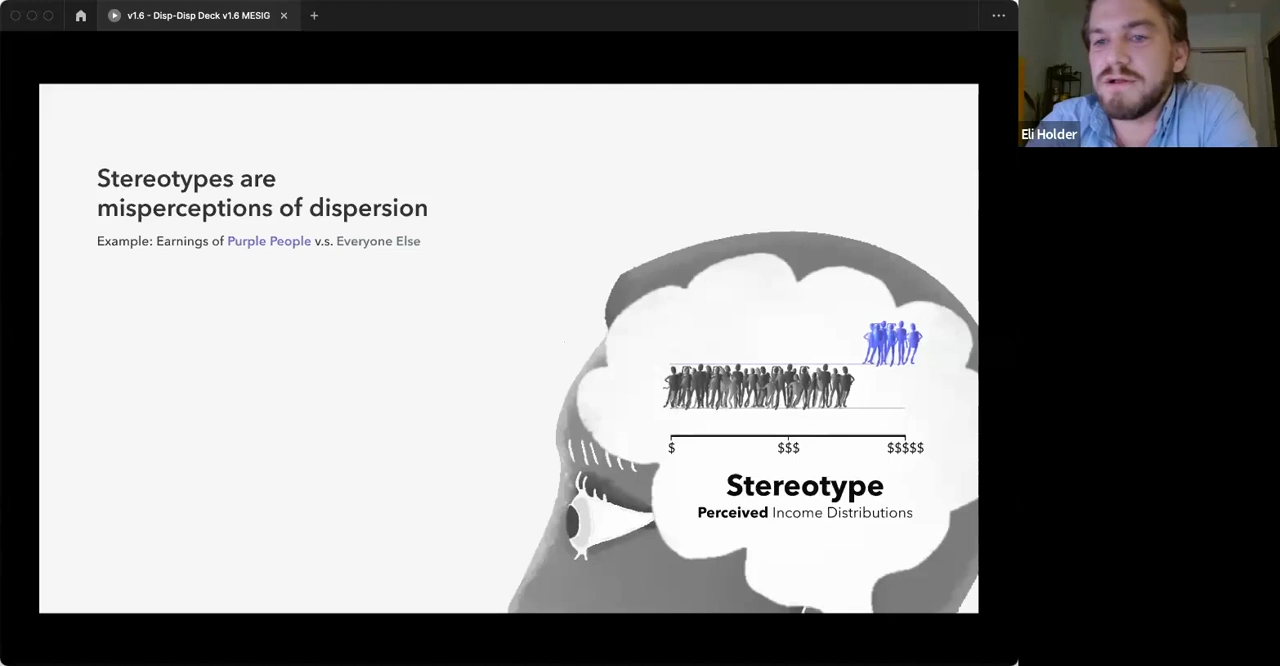 v1.6 - Disp-Disp Deck v1.6 MESIG
Eli Holder
Stereotypes are
misperceptions of dispersion
Example: Earnings of Purple People v.s. Everyone Else
$ $$$ $$$$$
Stereotype
Perceived Income Distributions